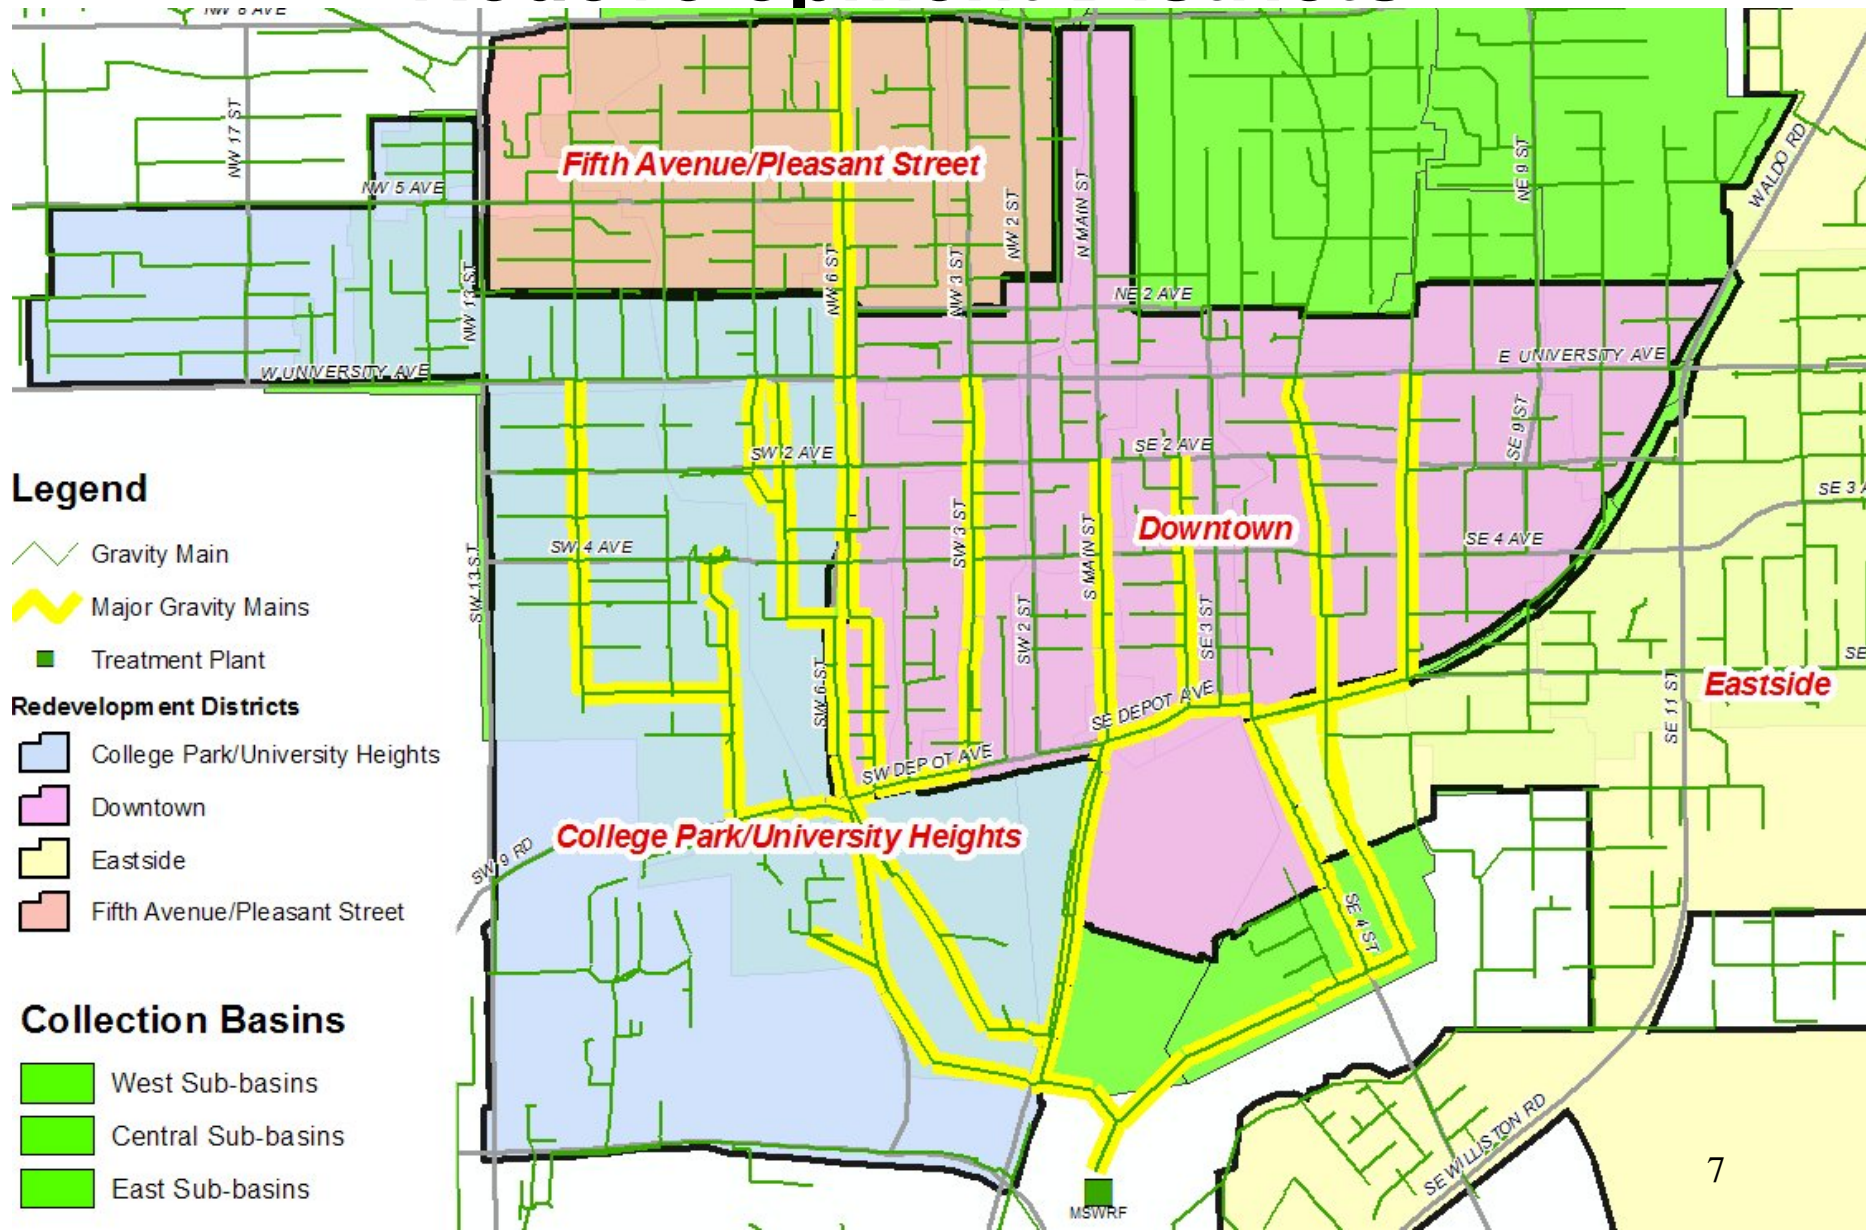 NW 8 AVE
NW 17 ST
NW 5 AVE
Fifth Avenue/Pleasant Street
NW 2 ST
N MAIN ST
NE 9 ST
WALDO RD
NW 13 ST
NW 6 ST
NW 3 ST
NE 2 AVE
W UNIVERSITY AVE
E UNIVERSITY AVE
SW 2 AVE
SE 2 AVE
SE 9 ST
SW 3 ST
Downtown
SW 4 AVE
SE 4 AVE
SW 13 ST
S MAIN ST
SW 2 ST
SE 3 ST
SW 6 ST
SE
Eastside
SE 11 ST
SE DEPOT AVE
SW DEPOT AVE
College Park/University Heights
SW 9 RD
SE 4 ST
SE WILLISTON RD
MSWRF
Legend
Gravity Main
Major Gravity Mains
Treatment Plant
Redevelopment Districts
College Park/University Heights
Downtown
Eastside
Fifth Avenue/Pleasant Street
Collection Basins
West Sub-basins
Central Sub-basins
East Sub-basins
7